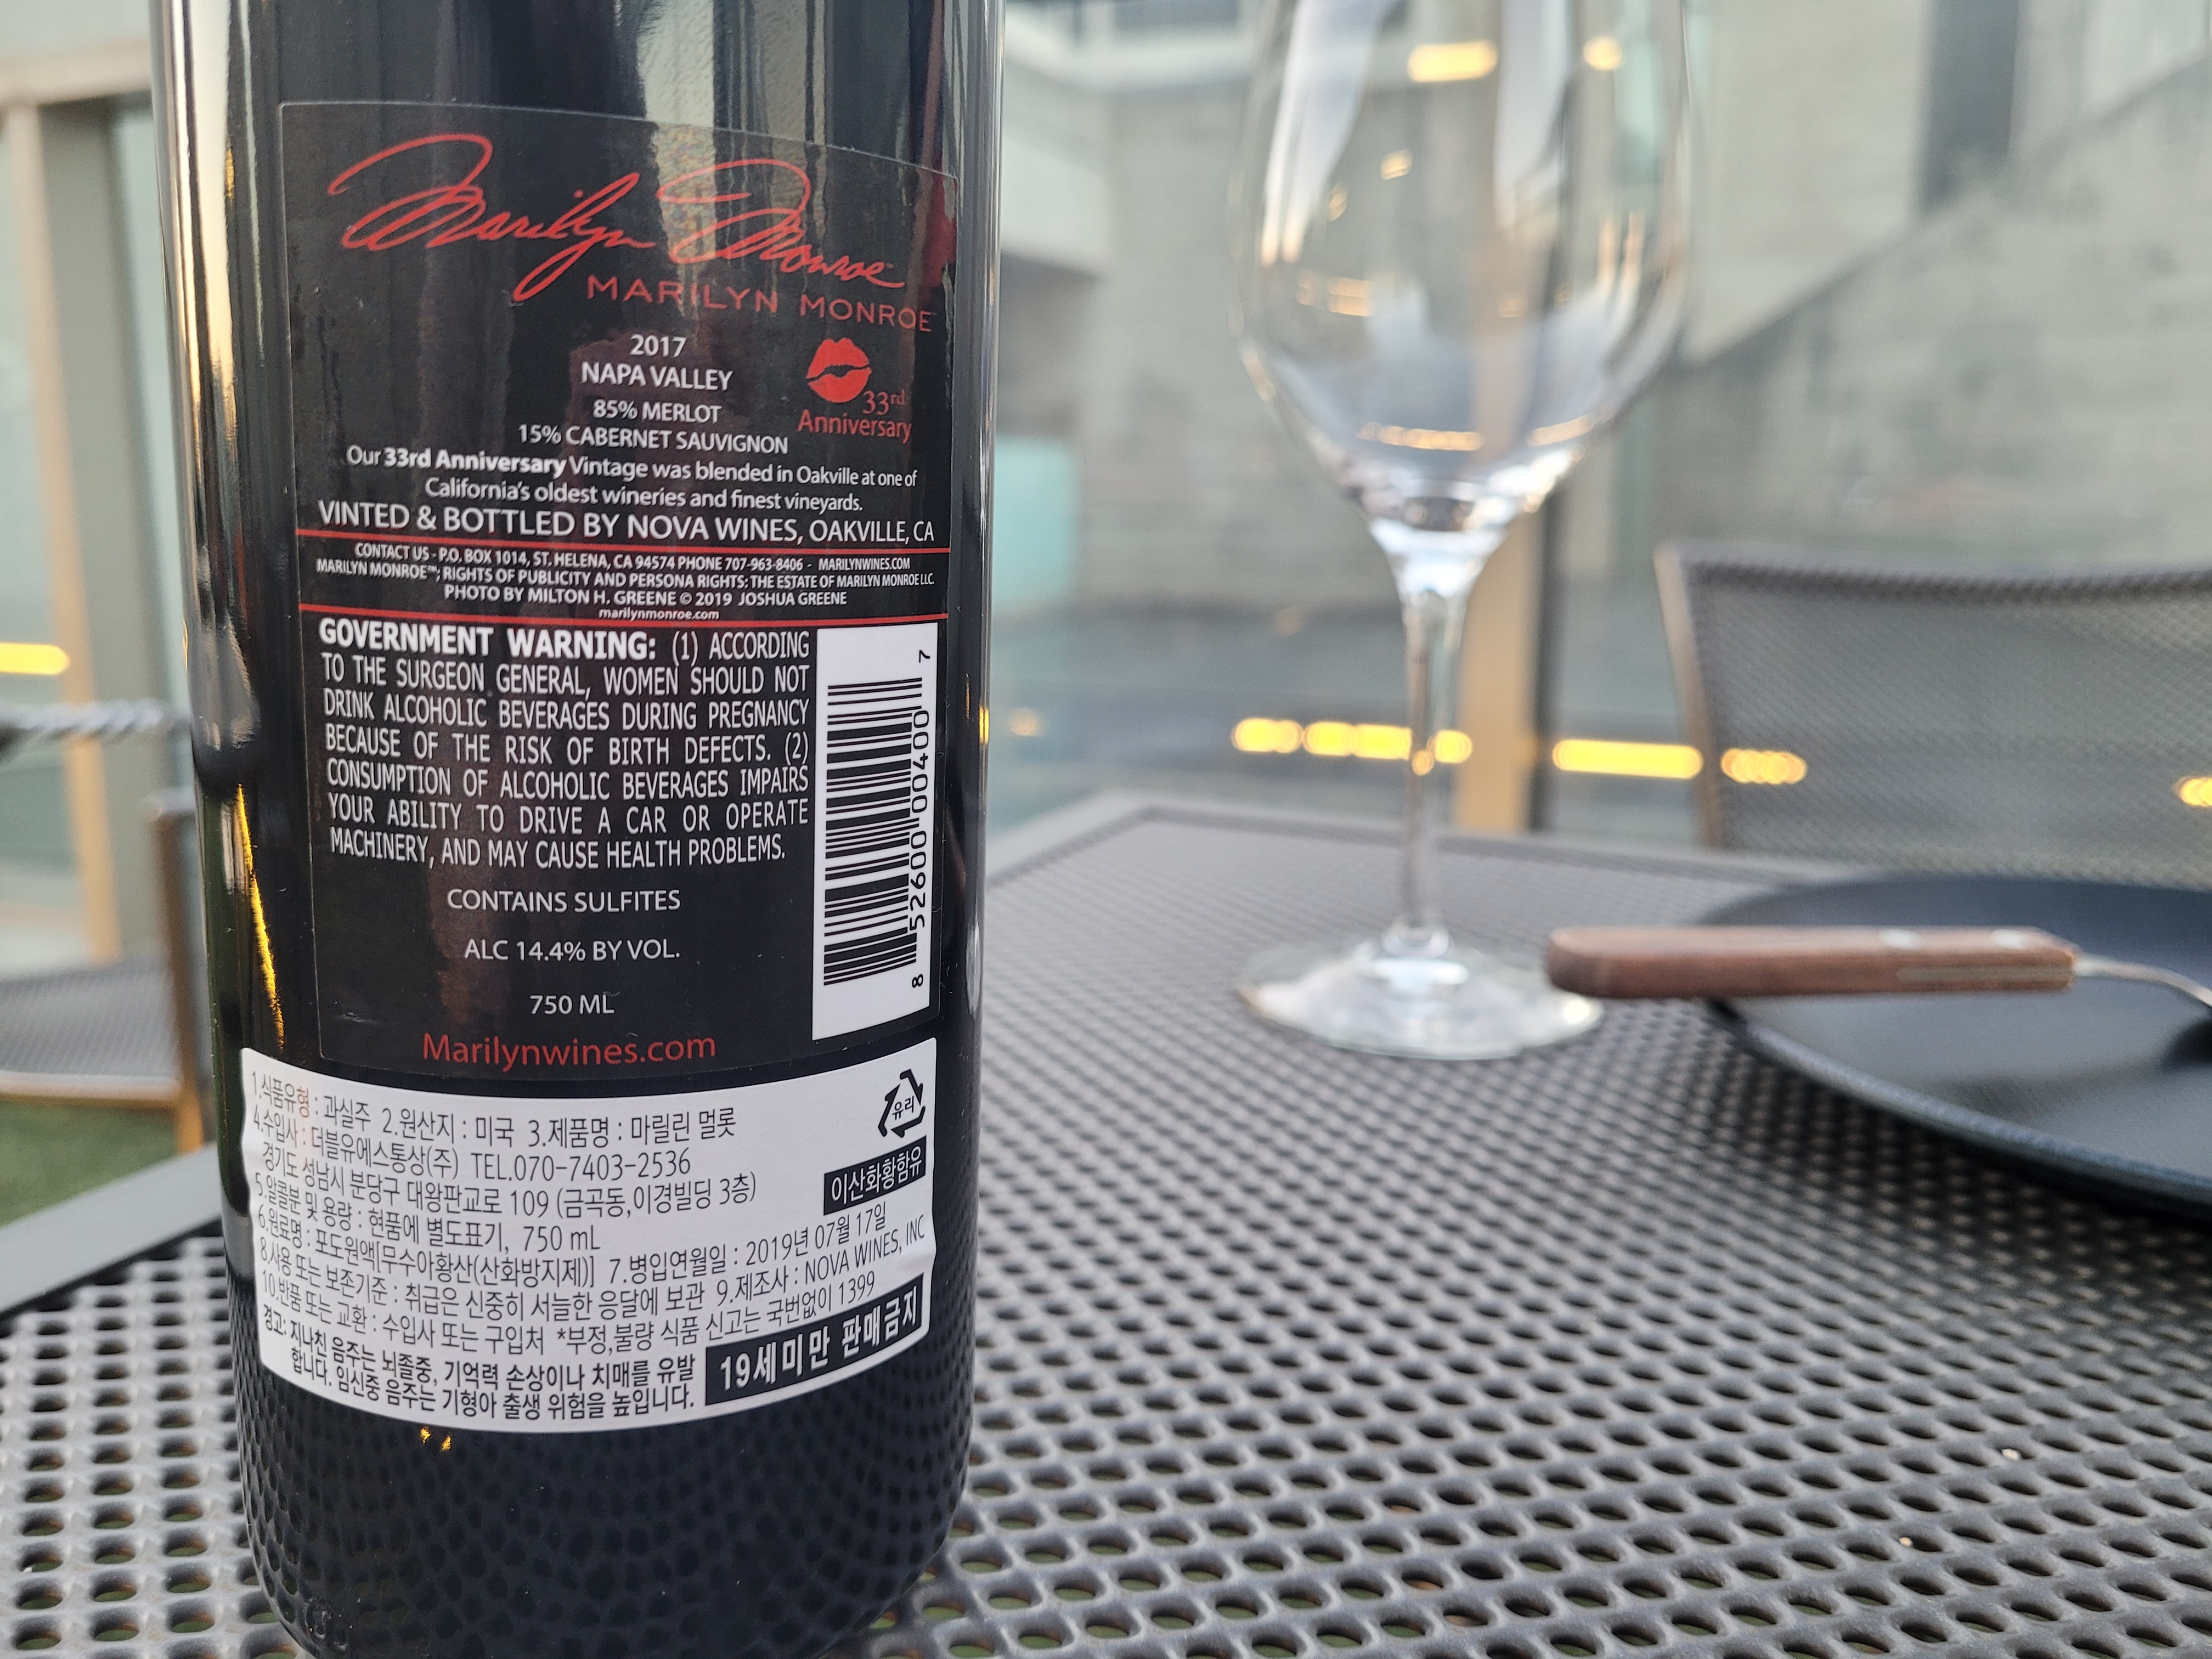 Marilyn Monroe
MARILYN MONROE™
2017
NAPA VALLEY
85% MERLOT
15% CABERNET SAUVIGNON
33rd
Anniversary
Our 33rd Anniversary Vintage was blended in Oakville at one of
California's oldest wineries and finest vineyards.
VINTED & BOTTLED BY NOVA WINES, OAKVILLE, CA
CONTACT US - P.O. BOX 1014, ST. HELENA, CA 94574 PHONE 707-963-8406 - MARILYNWINES.COM
MARILYN MONROE™; RIGHTS OF PUBLICITY AND PERSONA RIGHTS: THE ESTATE OF MARILYN MONROE LLC.
PHOTO BY MILTON H. GREENE © 2019 JOSHUA GREENE
marilynmonroe.com
GOVERNMENT WARNING: (1) ACCORDING
TO THE SURGEON GENERAL, WOMEN SHOULD NOT
DRINK ALCOHOLIC BEVERAGES DURING PREGNANCY
BECAUSE OF THE RISK OF BIRTH DEFECTS. (2)
CONSUMPTION OF ALCOHOLIC BEVERAGES IMPAIRS
YOUR ABILITY TO DRIVE A CAR OR OPERATE
MACHINERY, AND MAY CAUSE HEALTH PROBLEMS.
8 52600 00400 7
CONTAINS SULFITES
ALC 14.4% BY VOL.
750 ML
Marilynwines.com
1.식품유형 : 과실주 2.원산지 : 미국 3.제품명 : 마릴린 멀롯
4.수입사 : 더블유에스통상(주) TEL.070-7403-2536
경기도 성남시 분당구 대왕판교로 109 (금곡동,이경빌딩 3층)
5.알콜분 및 용량 : 현품에 별도표기, 750 mL
6.원료명 : 포도원액[무수아황산(산화방지제)] 7.병입연월일 : 2019년 07월 17일
8.사용 또는 보존기준 : 취급은 신중히 서늘한 응달에 보관 9.제조사 : NOVA WINES, INC
10.반품 또는 교환 : 수입사 또는 구입처 *부정,불량 식품 신고는 국번없이 1399
경고: 지나친 음주는 뇌졸중, 기억력 손상이나 치매를 유발
합니다. 임신중 음주는 기형아 출생 위험을 높입니다.
유리
이산화황함유
19세미만 판매금지